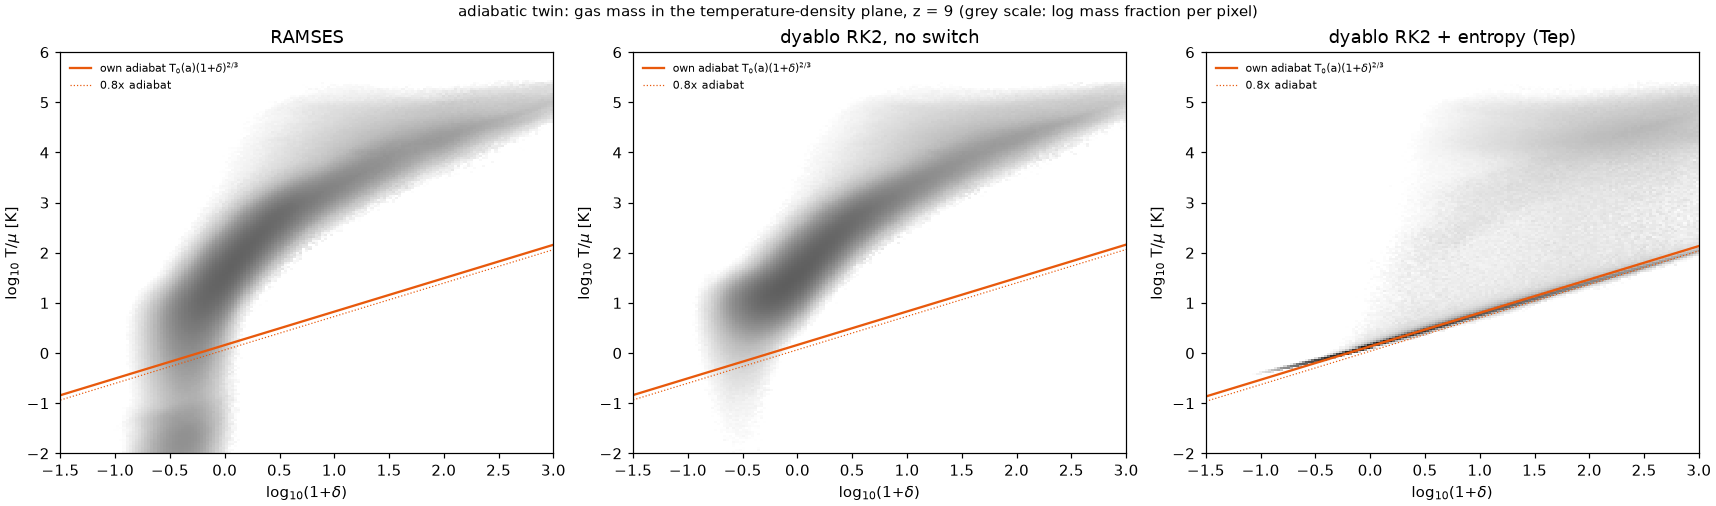 adiabatic twin: gas mass in the temperature-density plane, z = 9 (grey scale: log mass fraction per pixel)
RAMSES
dyablo RK2, no switch
dyablo RK2 + entropy (Tep)
own adiabat T₀(a)(1+δ)²ᐟ³
0.8x adiabat
own adiabat T₀(a)(1+δ)²ᐟ³
0.8x adiabat
own adiabat T₀(a)(1+δ)²ᐟ³
0.8x adiabat
log₁₀ T/μ [K]
6
5
4
3
2
1
0
−1
−2
log₁₀ T/μ [K]
6
5
4
3
2
1
0
−1
−2
log₁₀ T/μ [K]
6
5
4
3
2
1
0
−1
−2
−1.5 −1.0 −0.5 0.0 0.5 1.0 1.5 2.0 2.5 3.0
−1.5 −1.0 −0.5 0.0 0.5 1.0 1.5 2.0 2.5 3.0
−1.5 −1.0 −0.5 0.0 0.5 1.0 1.5 2.0 2.5 3.0
log₁₀(1+δ)
log₁₀(1+δ)
log₁₀(1+δ)